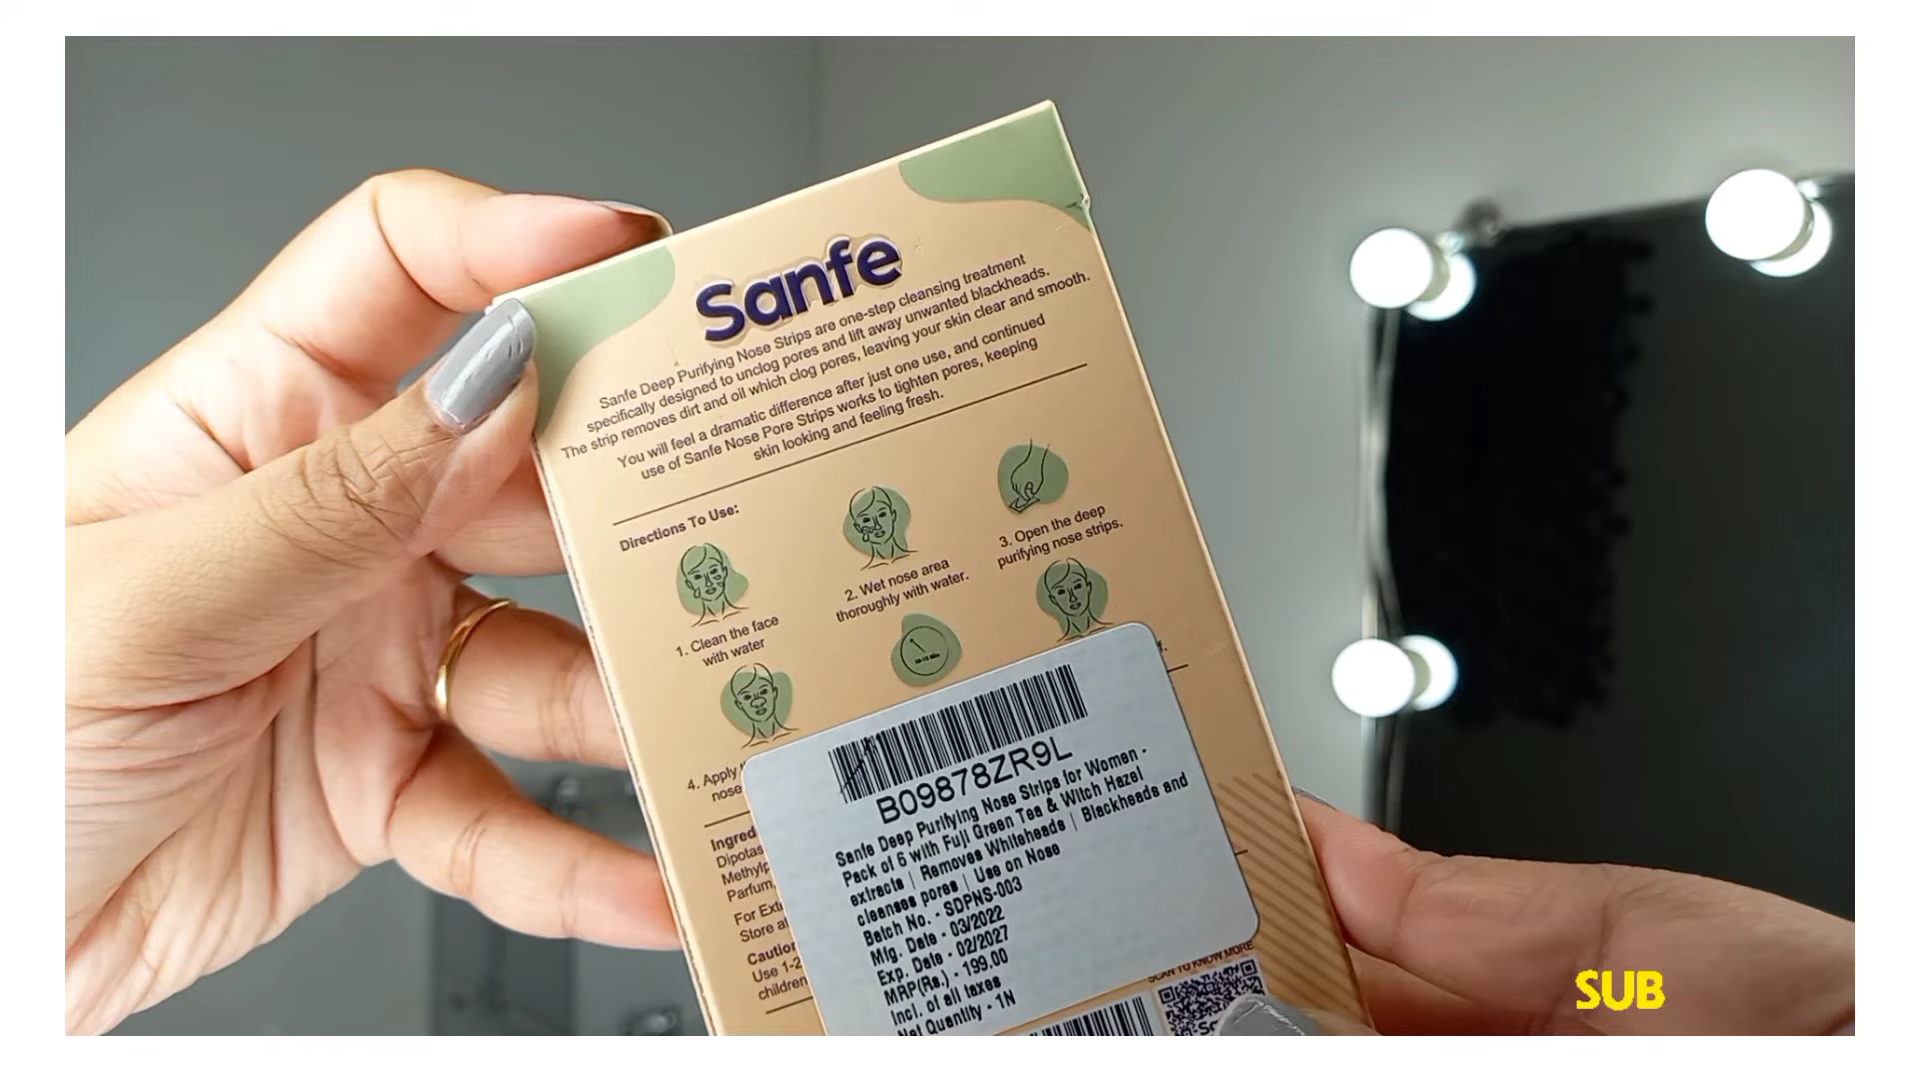 Sanfe
Sanfe Deep Purifying Nose Strips are one-step cleansing treatment
specifically designed to unclog pores and lift away unwanted blackheads.
The strip removes dirt and oil which clog pores, leaving your skin clear and smooth.
You will feel a dramatic difference after just one use, and continued
use of Sanfe Nose Pore Strips works to tighten pores, keeping
skin looking and feeling fresh.
Directions To Use:
1. Clean the face
with water
2. Wet nose area
thoroughly with water.
3. Open the deep
purifying nose strips.
4. Apply
nose
Ingred
Dipotas
Methylp
Parfum,
For Ext
Store a
Caution
Use 1-2
children
B09878ZR9L
Sanfe Deep Purifying Nose Strips for Women -
Pack of 6 with Fuji Green Tea & Witch Hazel
extracts | Removes Whiteheads | Blackheads and
cleanses pores | Use on Nose
Batch No. - SDPNS-003
Mfg. Date - 03/2022
Exp. Date - 02/2027
MRP(Rs.) - 199.00
Incl. of all taxes
Net Quantity - 1N
SCAN TO KNOW MORE
SUB